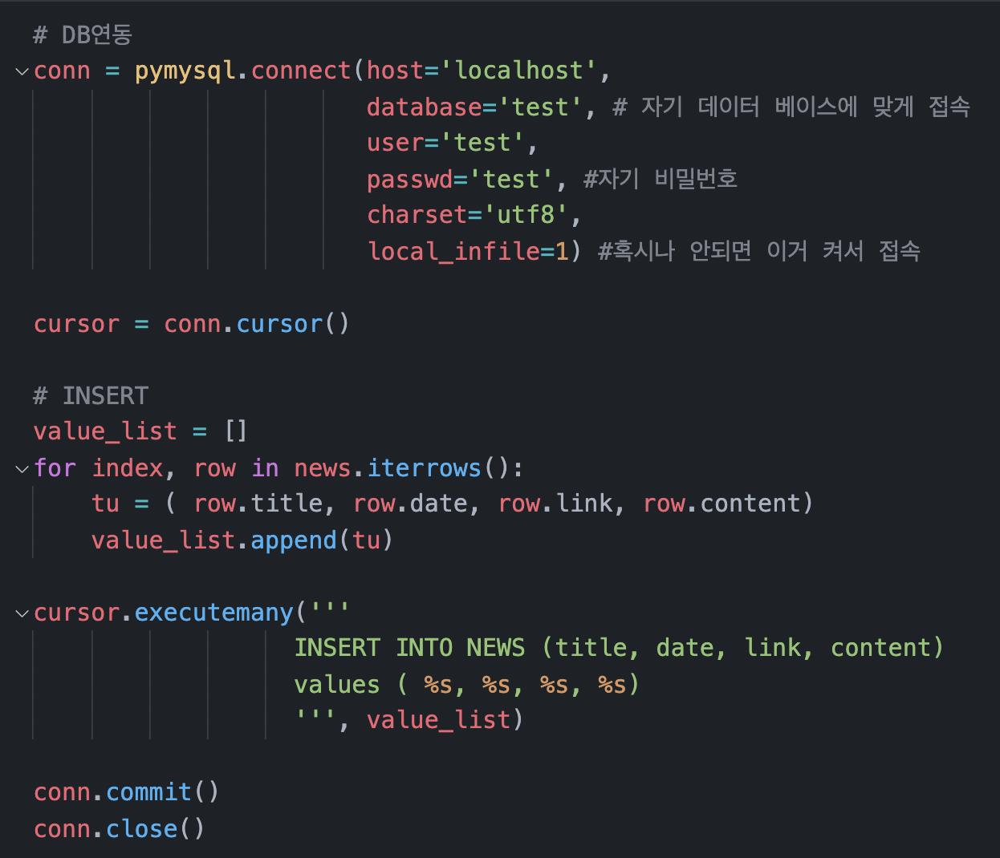 # DB연동
conn = pymysql.connect(host='localhost',
database='test', # 자기 데이터 베이스에 맞게 접속
user='test',
passwd='test', #자기 비밀번호
charset='utf8',
local_infile=1) #혹시나 안되면 이거 켜서 접속
cursor = conn.cursor()
# INSERT
value_list = []
for index, row in news.iterrows():
tu = ( row.title, row.date, row.link, row.content)
value_list.append(tu)
cursor.executemany('''
INSERT INTO NEWS (title, date, link, content)
values ( %s, %s, %s, %s)
''', value_list)
conn.commit()
conn.close()